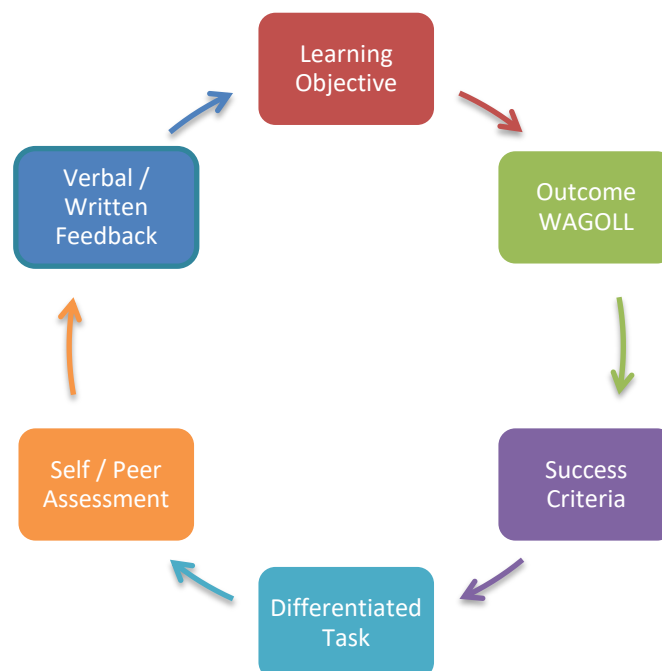 Learning
Objective
Outcome
WAGOLL
Success
Criteria
Differentiated
Task
Self / Peer
Assessment
Verbal /
Written
Feedback